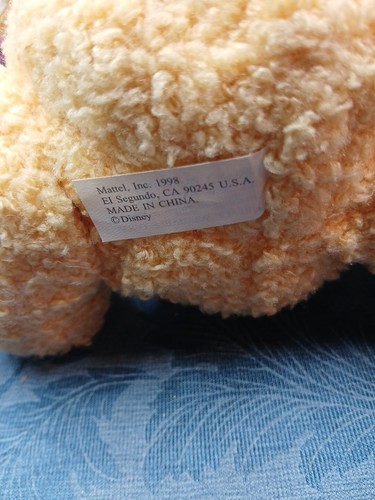 Mattel, Inc. 1998
El Segundo, CA 90245 U.S.A.
MADE IN CHINA.
©Disney